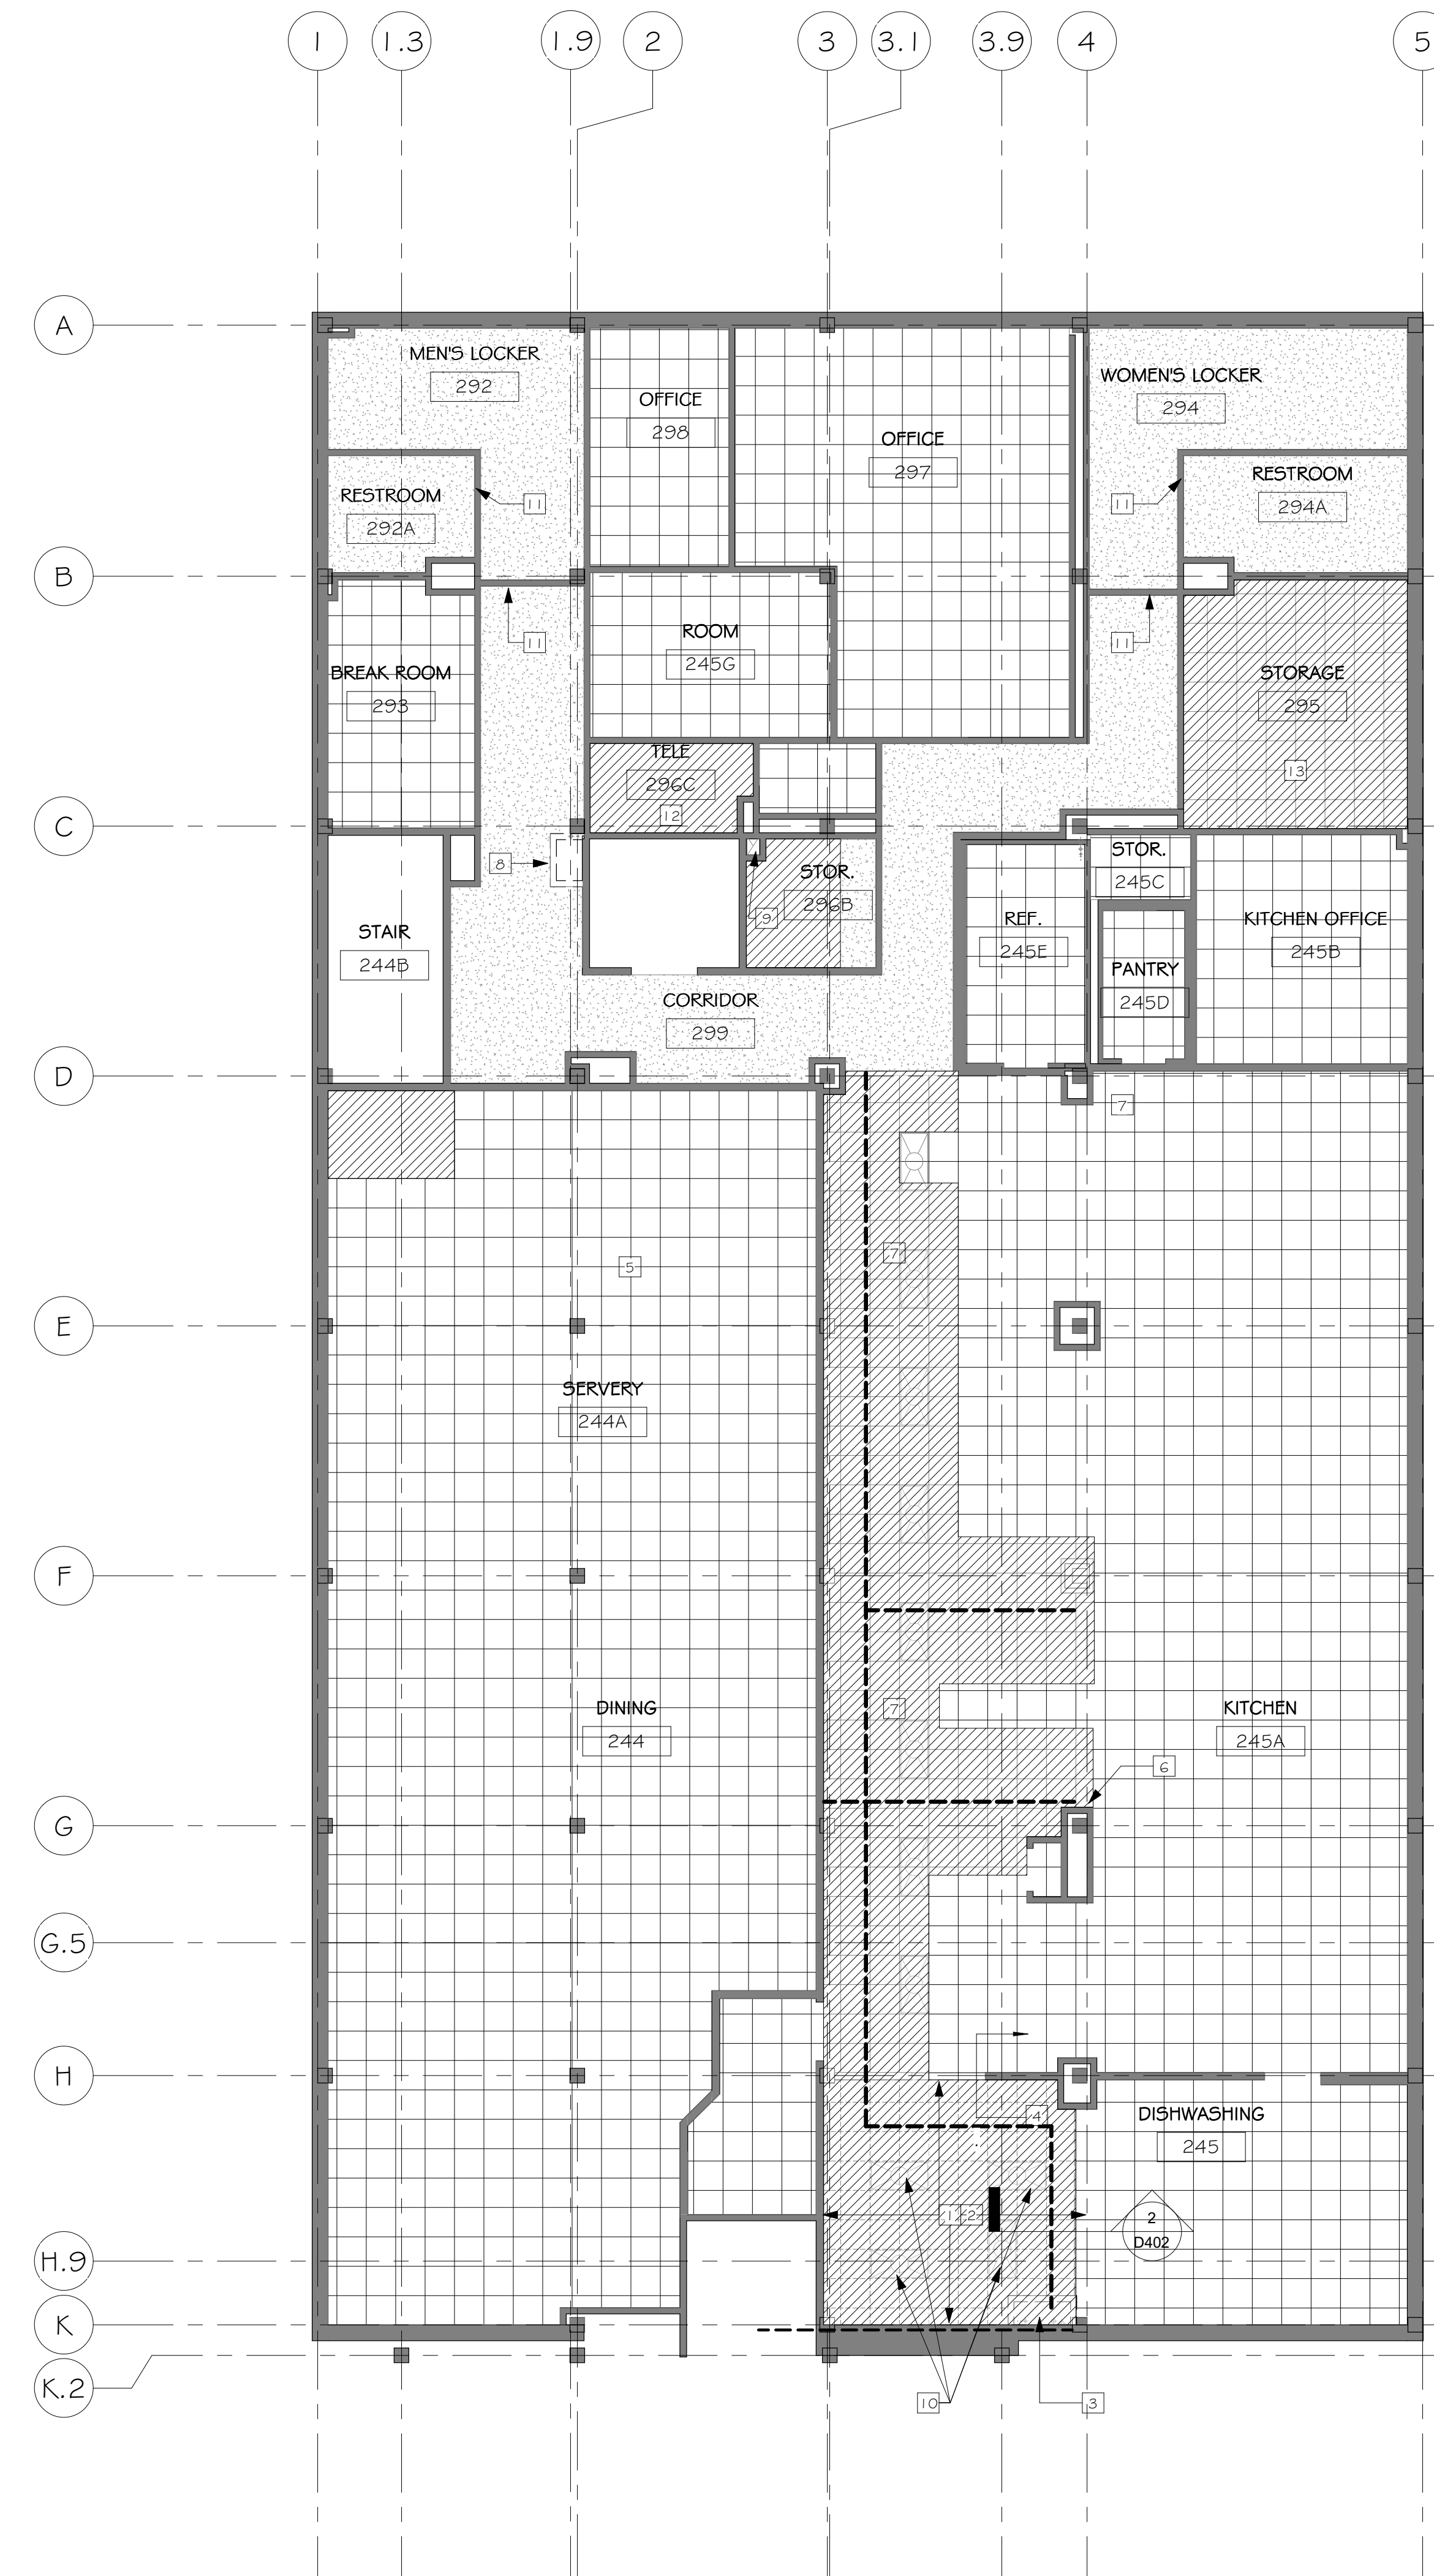 1
1.3
1.9
2
3
3.1
3.9
4
5
A
MEN'S LOCKER
292
OFFICE
298
OFFICE
297
WOMEN'S LOCKER
294
RESTROOM
292A
11
11
RESTROOM
294A
B
ROOM
245G
11
11
BREAK ROOM
293
STORAGE
295
13
TELE
296C
12
C
8
STOR.
296B
9
STOR.
245C
STAIR
244B
REF.
245E
KITCHEN OFFICE
245B
PANTRY
245D
CORRIDOR
299
D
7
7
5
E
SERVERY
244A
F
DINING
244
7
KITCHEN
245A
6
G
G.5
H
4
DISHWASHING
245
1
2
2
D402
H.9
K
K.2
10
3